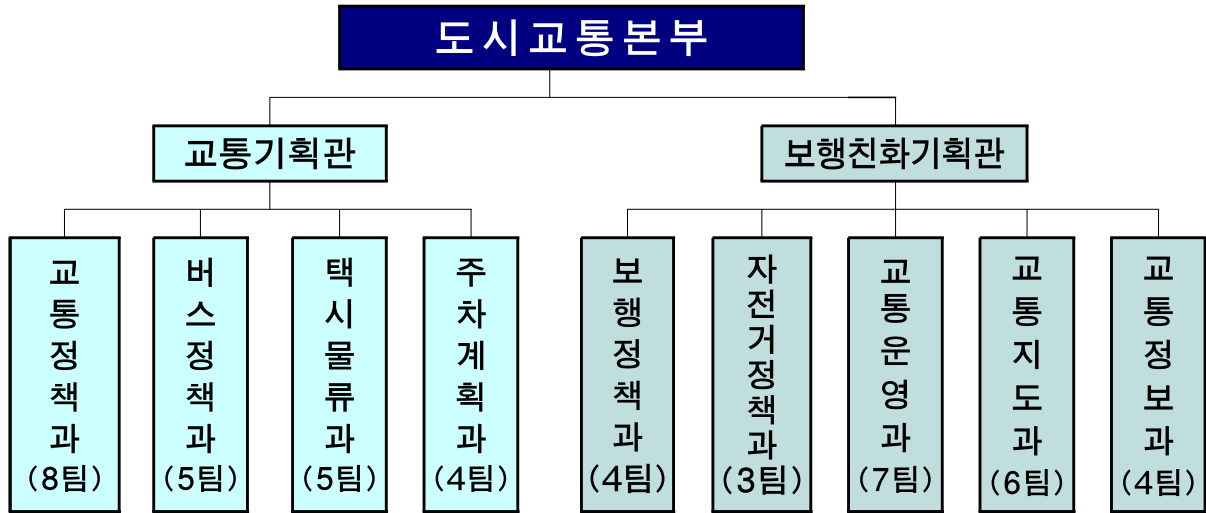 도시교통본부
교통기획관
보행친화기획관
교통정책과
(8팀)
버스정책과
(5팀)
택시물류과
(5팀)
주차계획과
(4팀)
보행정책과
(4팀)
자전거정책과
(3팀)
교통운영과
(7팀)
교통지도과
(6팀)
교통정보과
(4팀)